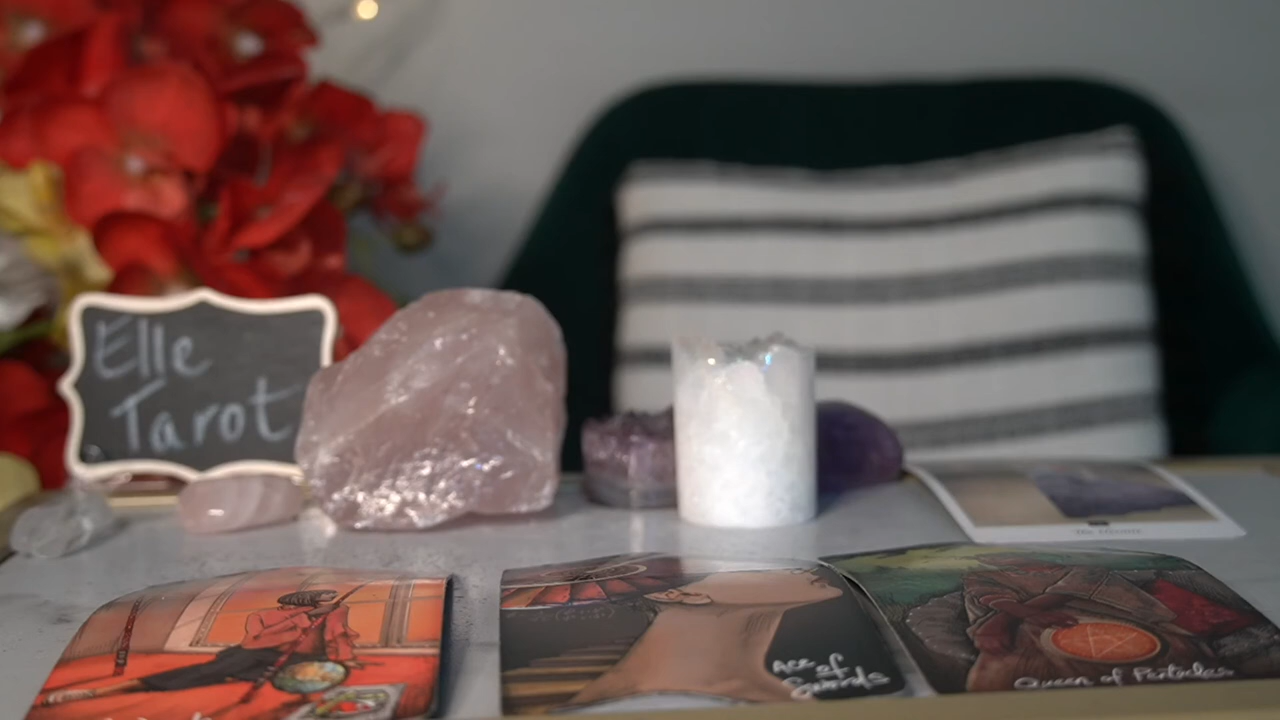 Elle
Tarot
Ace of
Swords
Queen of Pentacles